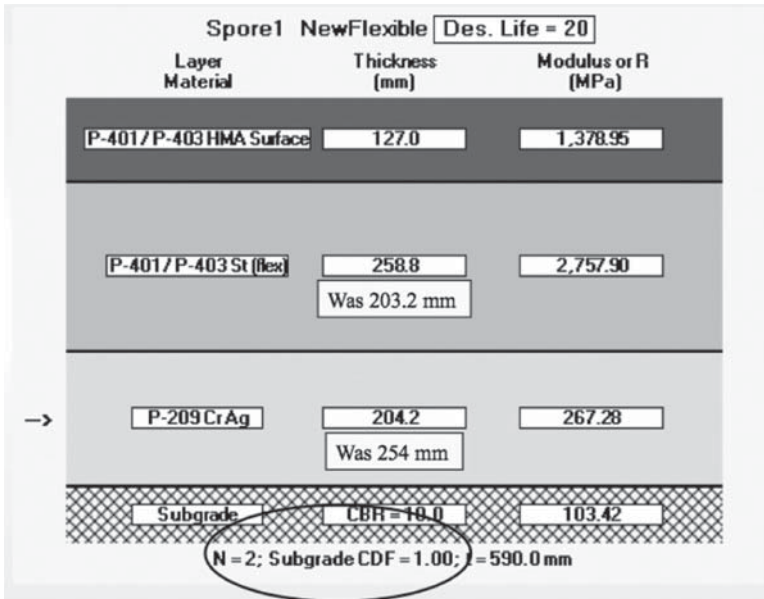 Spore1 NewFlexible Des. Life = 20
Layer Material Thickness (mm) Modulus or R (MPa)
P-401/ P-403 HMA Surface 127.0 1,378.95
P-401/ P-403 St (flex) 258.8 2,757.90
Was 203.2 mm
–> P-209 CrAg 204.2 267.28
Was 254 mm
Subgrade CBR = 10.0 103.42
N = 2; Subgrade CDF = 1.00; t = 590.0 mm